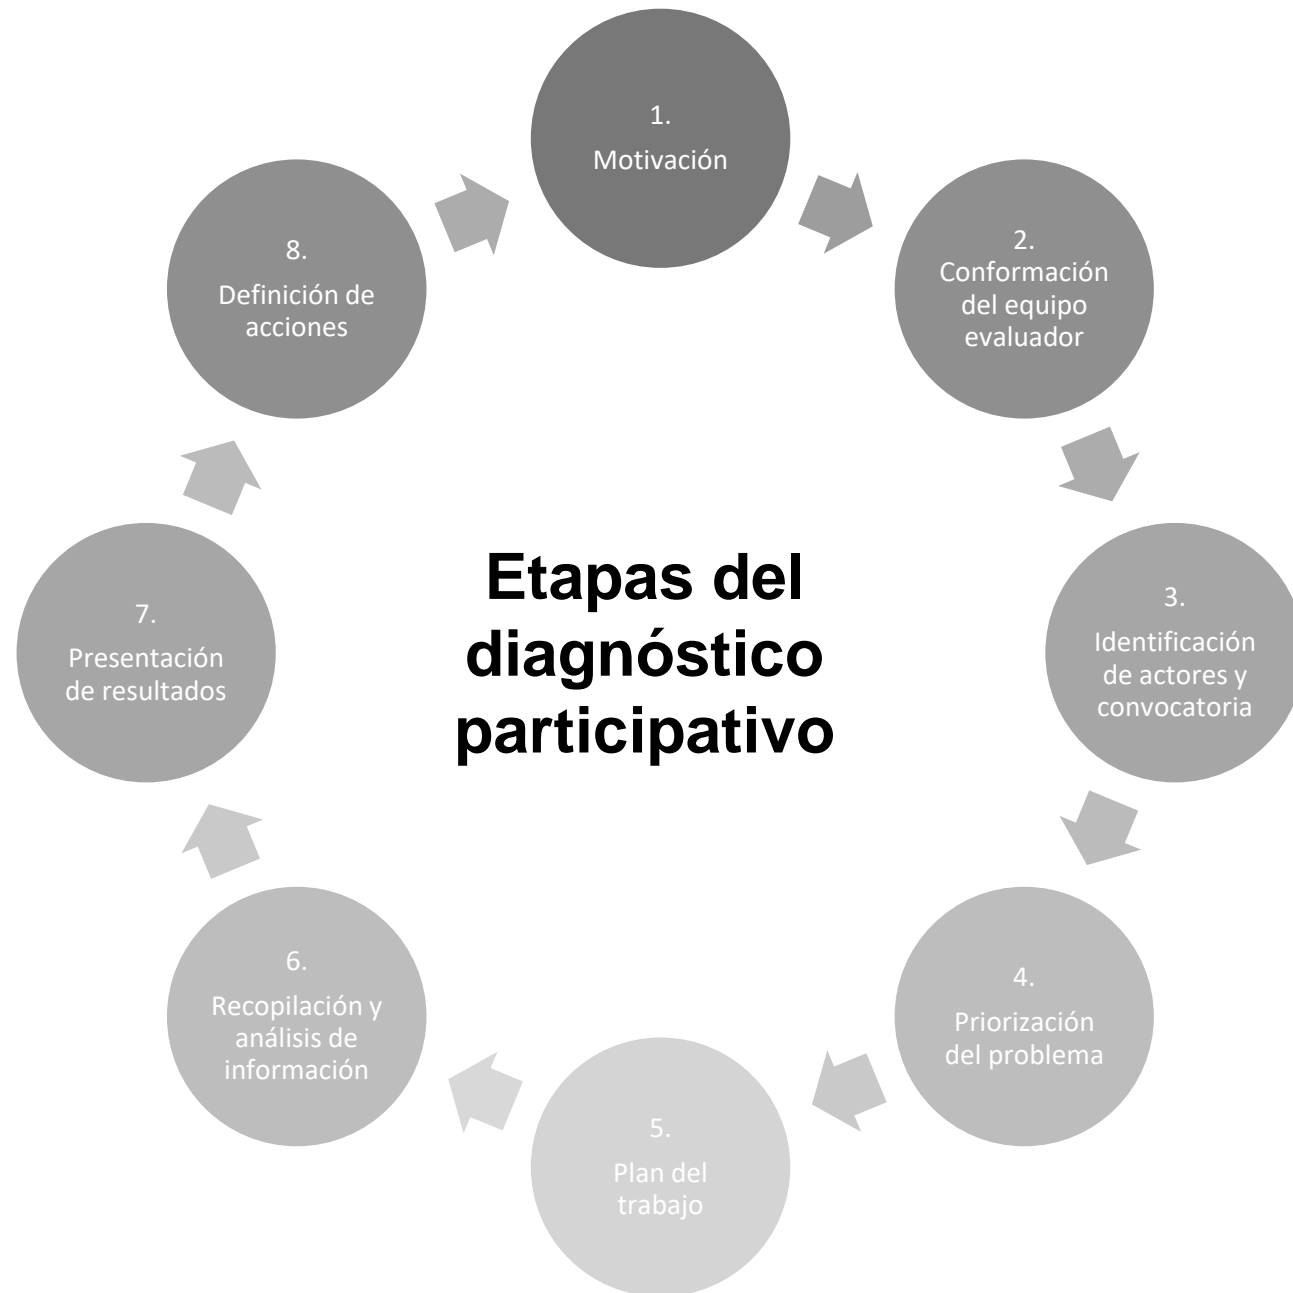 1.
Motivación
2.
Conformación
del equipo
evaluador
3.
Identificación
de actores y
convocatoria
4.
Priorización
del problema
5.
Plan del
trabajo
6.
Recopilación y
análisis de
información
7.
Presentación
de resultados
8.
Definición de
acciones
Etapas del
diagnóstico
participativo